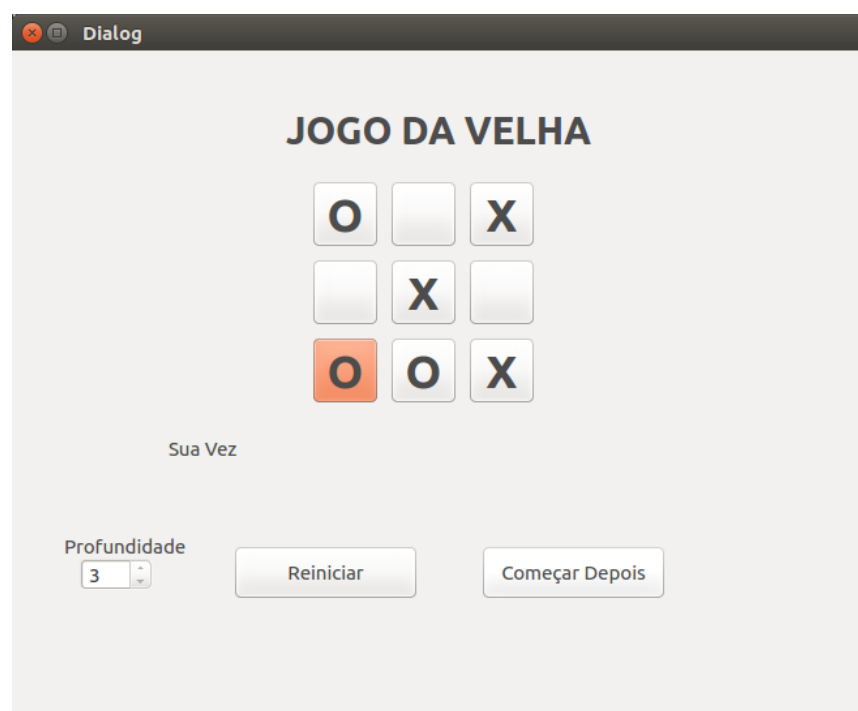 Dialog
JOGO DA VELHA
O X
X
O O X
Sua Vez
Profundidade
3
Reiniciar
Começar Depois